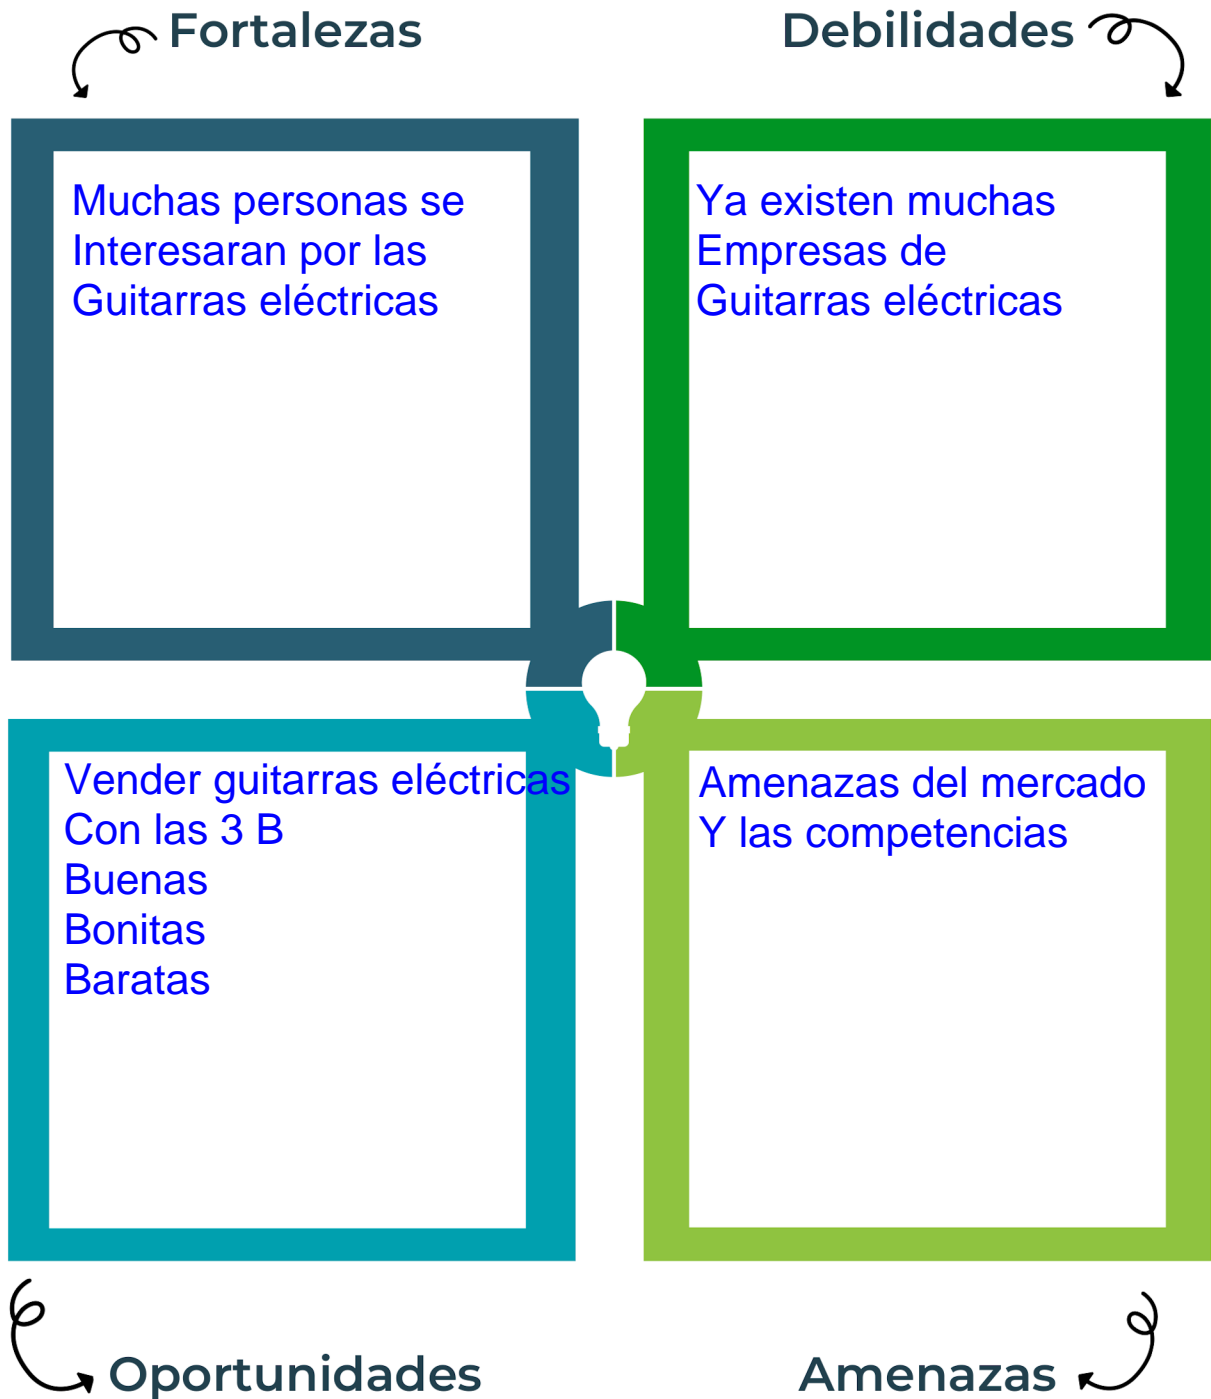 Fortalezas
Muchas personas se
Interesaran por las
Guitarras eléctricas
Debilidades
Ya existen muchas
Empresas de
Guitarras eléctricas
Vender guitarras eléctricas
Con las 3 B
Buenas
Bonitas
Baratas
Oportunidades
Amenazas del mercado
Y las competencias
Amenazas